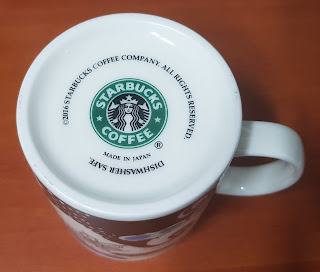 ©2016 STARBUCKS COFFEE COMPANY. ALL RIGHTS RESERVED.
STARBUCKS
COFFEE
®
MADE IN JAPAN
DISHWASHER SAFE.